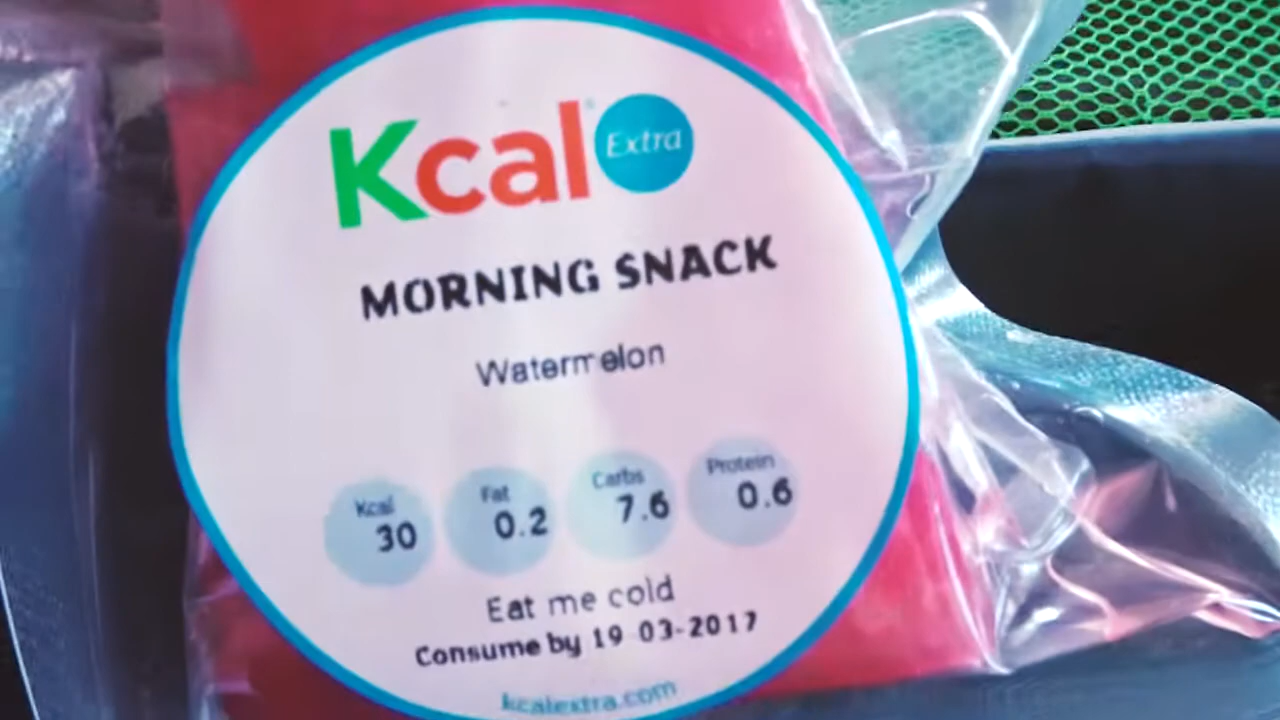 Kcal Extra
MORNING SNACK
Watermelon
Kcal Fat Carbs Protein
30 0.2 7.6 0.6
Eat me cold
Consume by 19 03-2017
kcalextra.com